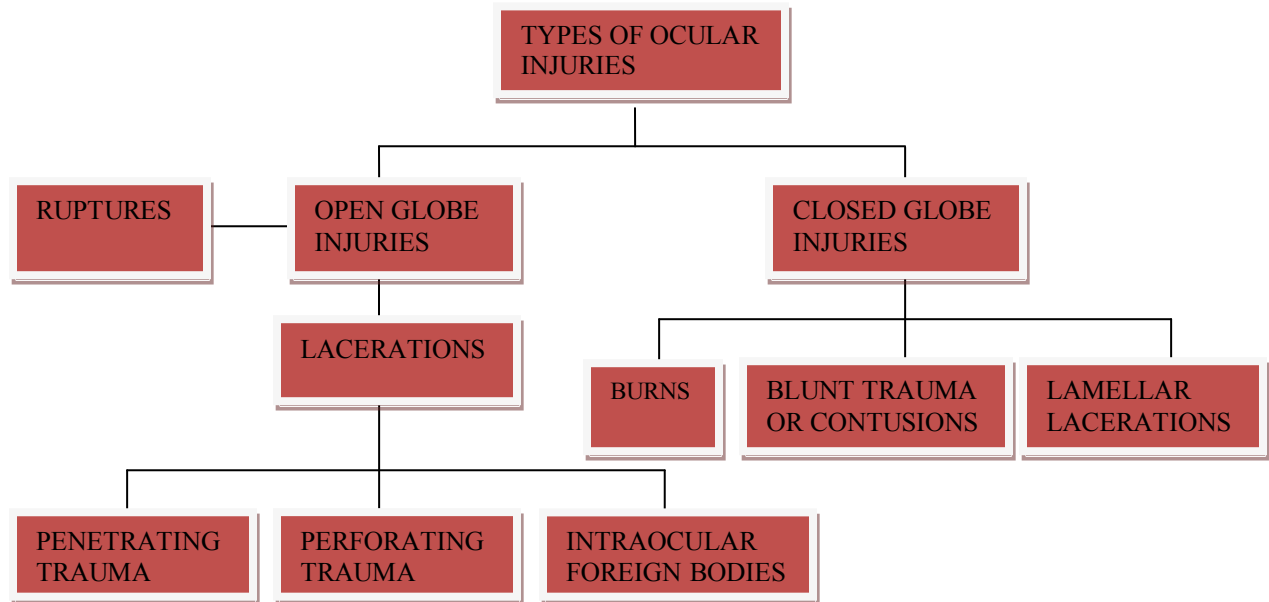 TYPES OF OCULAR
INJURIES
RUPTURES
OPEN GLOBE
INJURIES
CLOSED GLOBE
INJURIES
LACERATIONS
BURNS
BLUNT TRAUMA
OR CONTUSIONS
LAMELLAR
LACERATIONS
PENETRATING
TRAUMA
PERFORATING
TRAUMA
INTRAOCULAR
FOREIGN BODIES